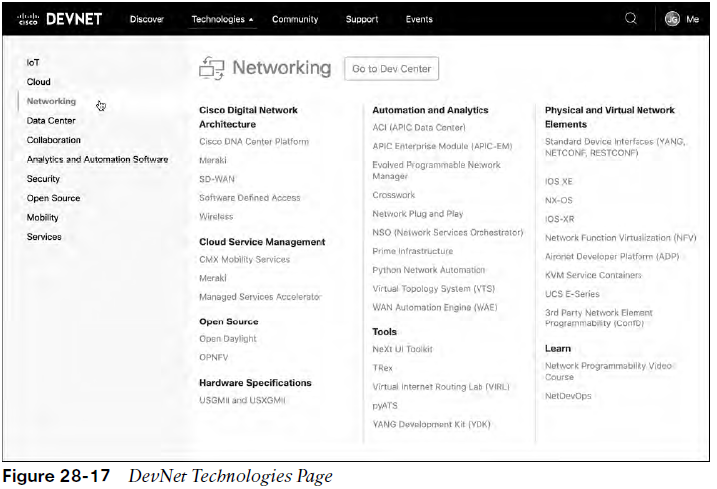 cisco DEVNET Discover Technologies Community Support Events JG Me
IoT
Cloud
Networking
Data Center
Collaboration
Analytics and Automation Software
Security
Open Source
Mobility
Services
Networking Go to Dev Center
Cisco Digital Network
Architecture
Cisco DNA Center Platform
Meraki
SD-WAN
Software Defined Access
Wireless
Cloud Service Management
CMX Mobility Services
Meraki
Managed Services Accelerator
Open Source
Open Daylight
OPNFV
Hardware Specifications
USGMII and USXGMII
Automation and Analytics
ACI (APIC Data Center)
APIC Enterprise Module (APIC-EM)
Evolved Programmable Network
Manager
Crosswork
Network Plug and Play
NSO (Network Services Orchestrator)
Prime Infrastructure
Python Network Automation
Virtual Topology System (VTS)
WAN Automation Engine (WAE)
Tools
NeXt UI Toolkit
TRex
Virtual Internet Routing Lab (VIRL)
pyATS
YANG Development Kit (YDK)
Physical and Virtual Network
Elements
Standard Device Interfaces (YANG,
NETCONF, RESTCONF)
IOS XE
NX-OS
IOS-XR
Network Function Virtualization (NFV)
Aironet Developer Platform (ADP)
KVM Service Containers
UCS E-Series
3rd Party Network Element
Programmability (ConfD)
Learn
Network Programmability Video
Course
NetDevOps
Figure 28-17 DevNet Technologies Page